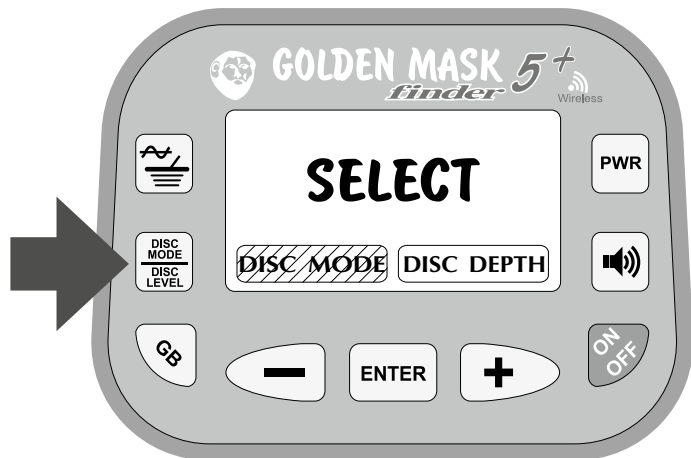 GOLDEN MASK 5+
finder
Wireless
SELECT
DISC MODE DISC DEPTH
PWR
DISC
MODE
DISC
LEVEL
GB
ENTER
ON
OFF